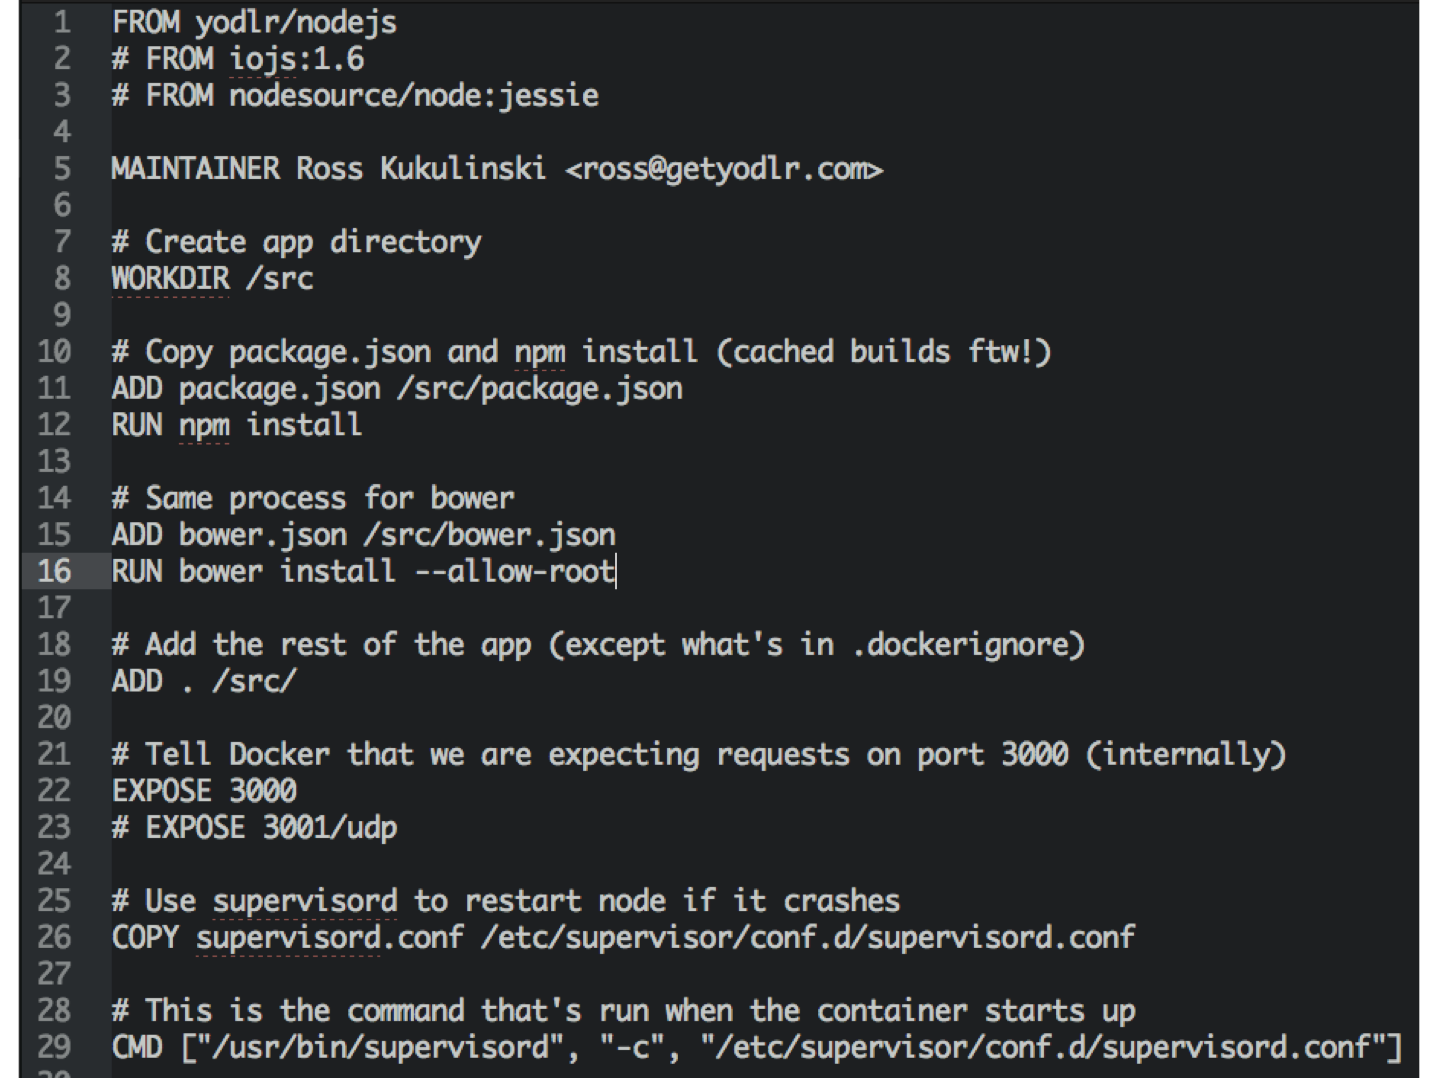 1 FROM yodlr/nodejs
2 # FROM iojs:1.6
3 # FROM nodesource/node:jessie
4
5 MAINTAINER Ross Kukulinski <ross@getyodlr.com>
6
7 # Create app directory
8 WORKDIR /src
9
10 # Copy package.json and npm install (cached builds ftw!)
11 ADD package.json /src/package.json
12 RUN npm install
13
14 # Same process for bower
15 ADD bower.json /src/bower.json
16 RUN bower install --allow-root
17
18 # Add the rest of the app (except what's in .dockerignore)
19 ADD . /src/
20
21 # Tell Docker that we are expecting requests on port 3000 (internally)
22 EXPOSE 3000
23 # EXPOSE 3001/udp
24
25 # Use supervisord to restart node if it crashes
26 COPY supervisord.conf /etc/supervisor/conf.d/supervisord.conf
27
28 # This is the command that's run when the container starts up
29 CMD ["/usr/bin/supervisord", "-c", "/etc/supervisor/conf.d/supervisord.conf"]